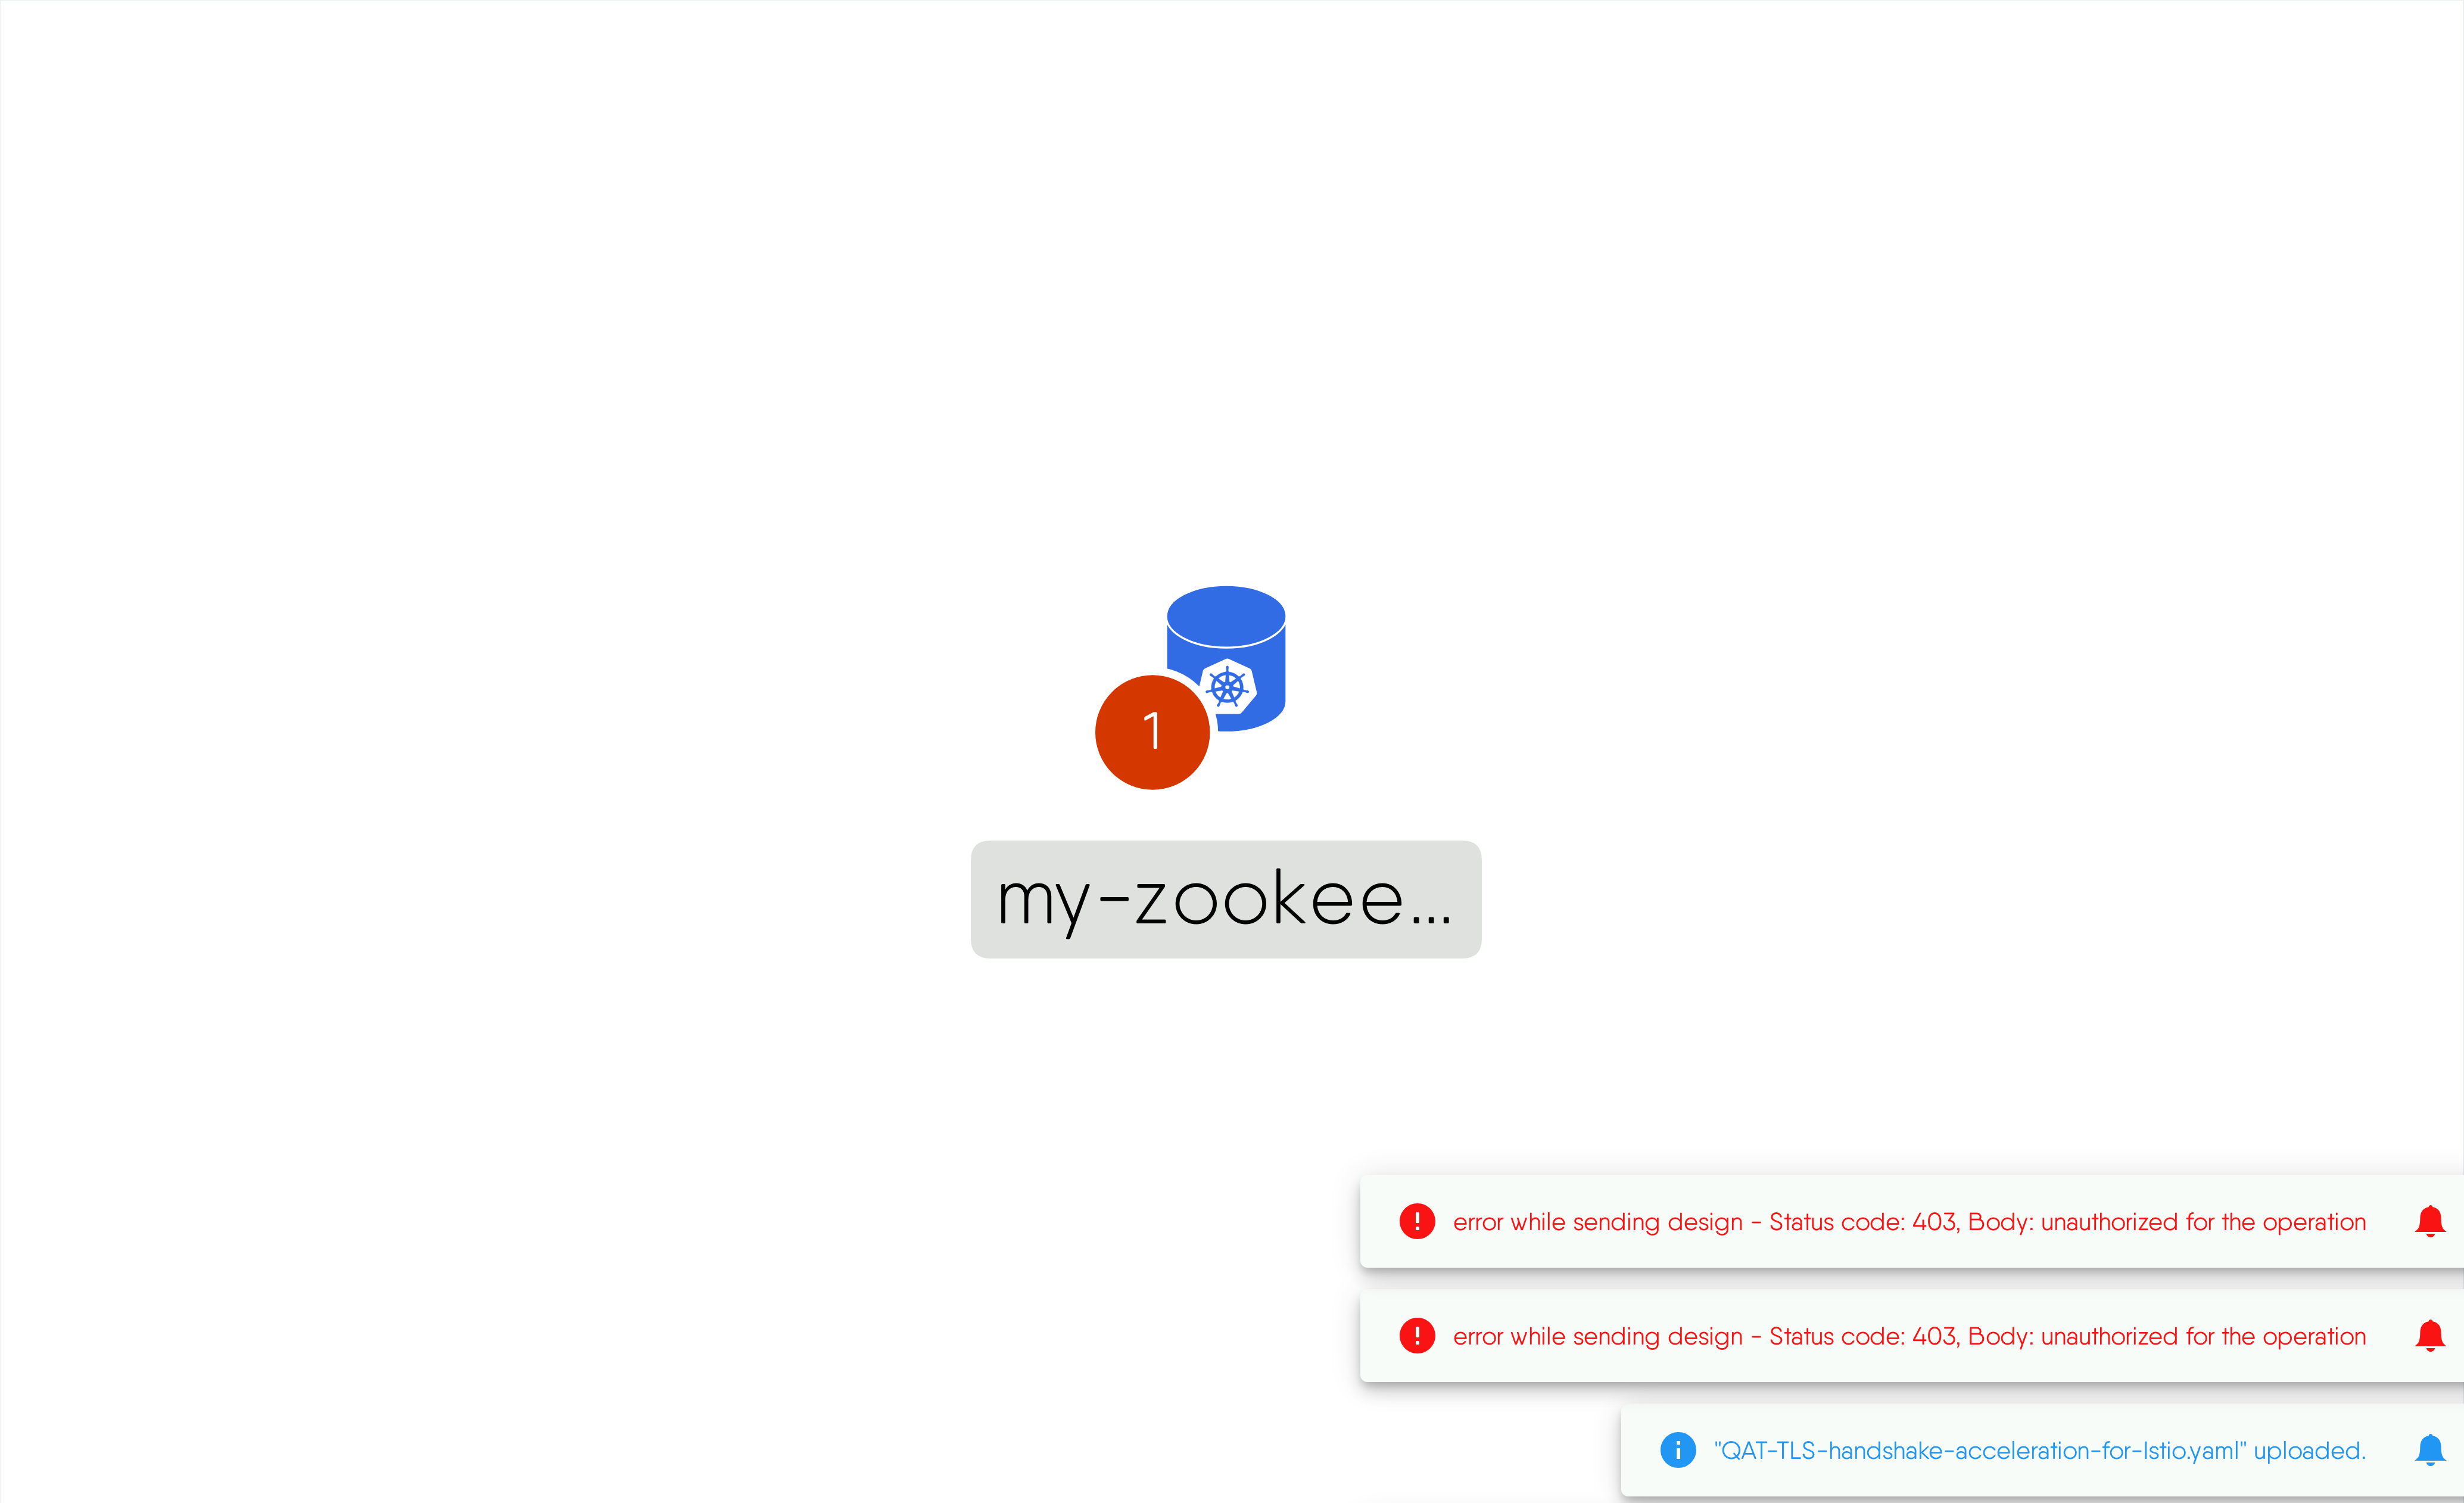 1
my-zookee...
error while sending design - Status code: 403, Body: unauthorized for the operation
error while sending design - Status code: 403, Body: unauthorized for the operation
"QAT-TLS-handshake-acceleration-for-Istio.yaml" uploaded.